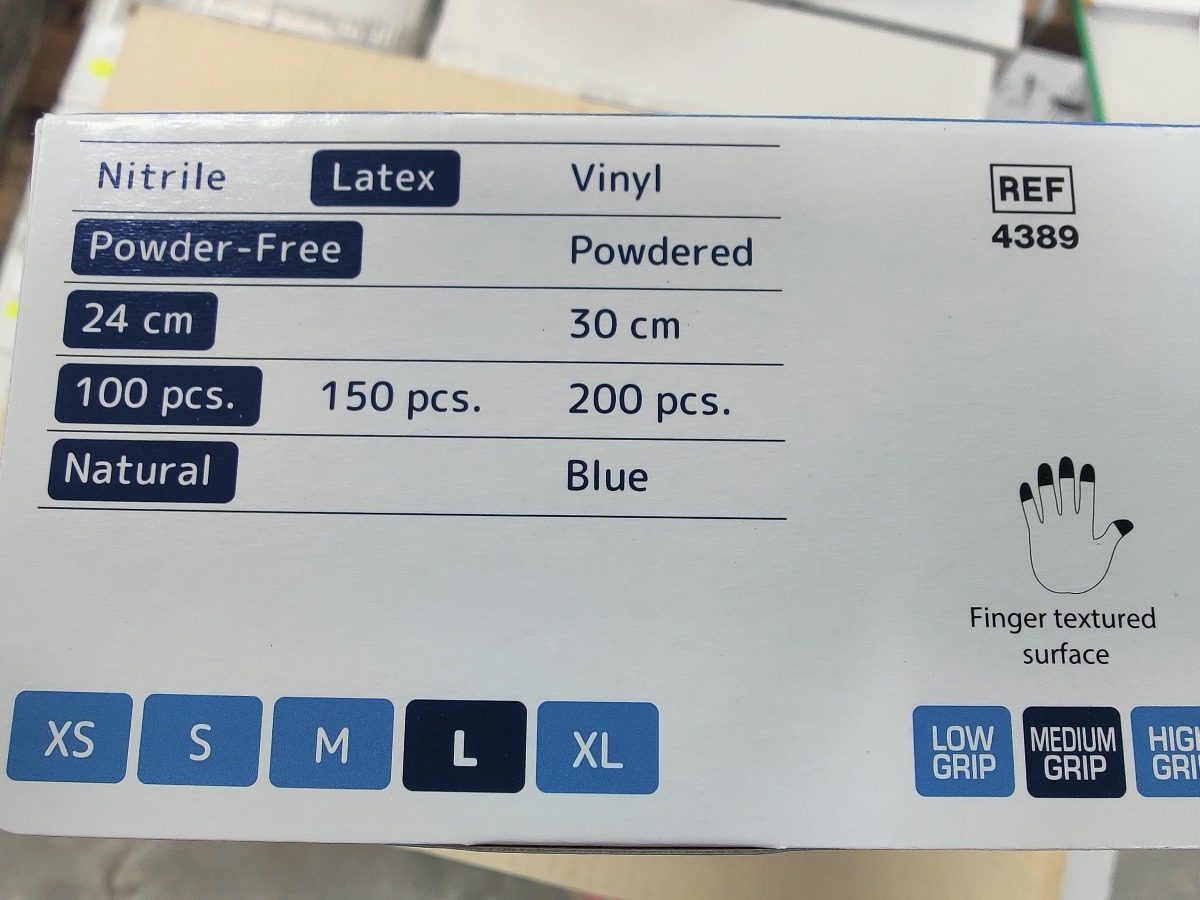 Nitrile Latex Vinyl
Powder-Free Powdered
24 cm 30 cm
100 pcs. 150 pcs. 200 pcs.
Natural Blue
REF
4389
Finger textured
surface
XS S M L XL
LOW
GRIP
MEDIUM
GRIP